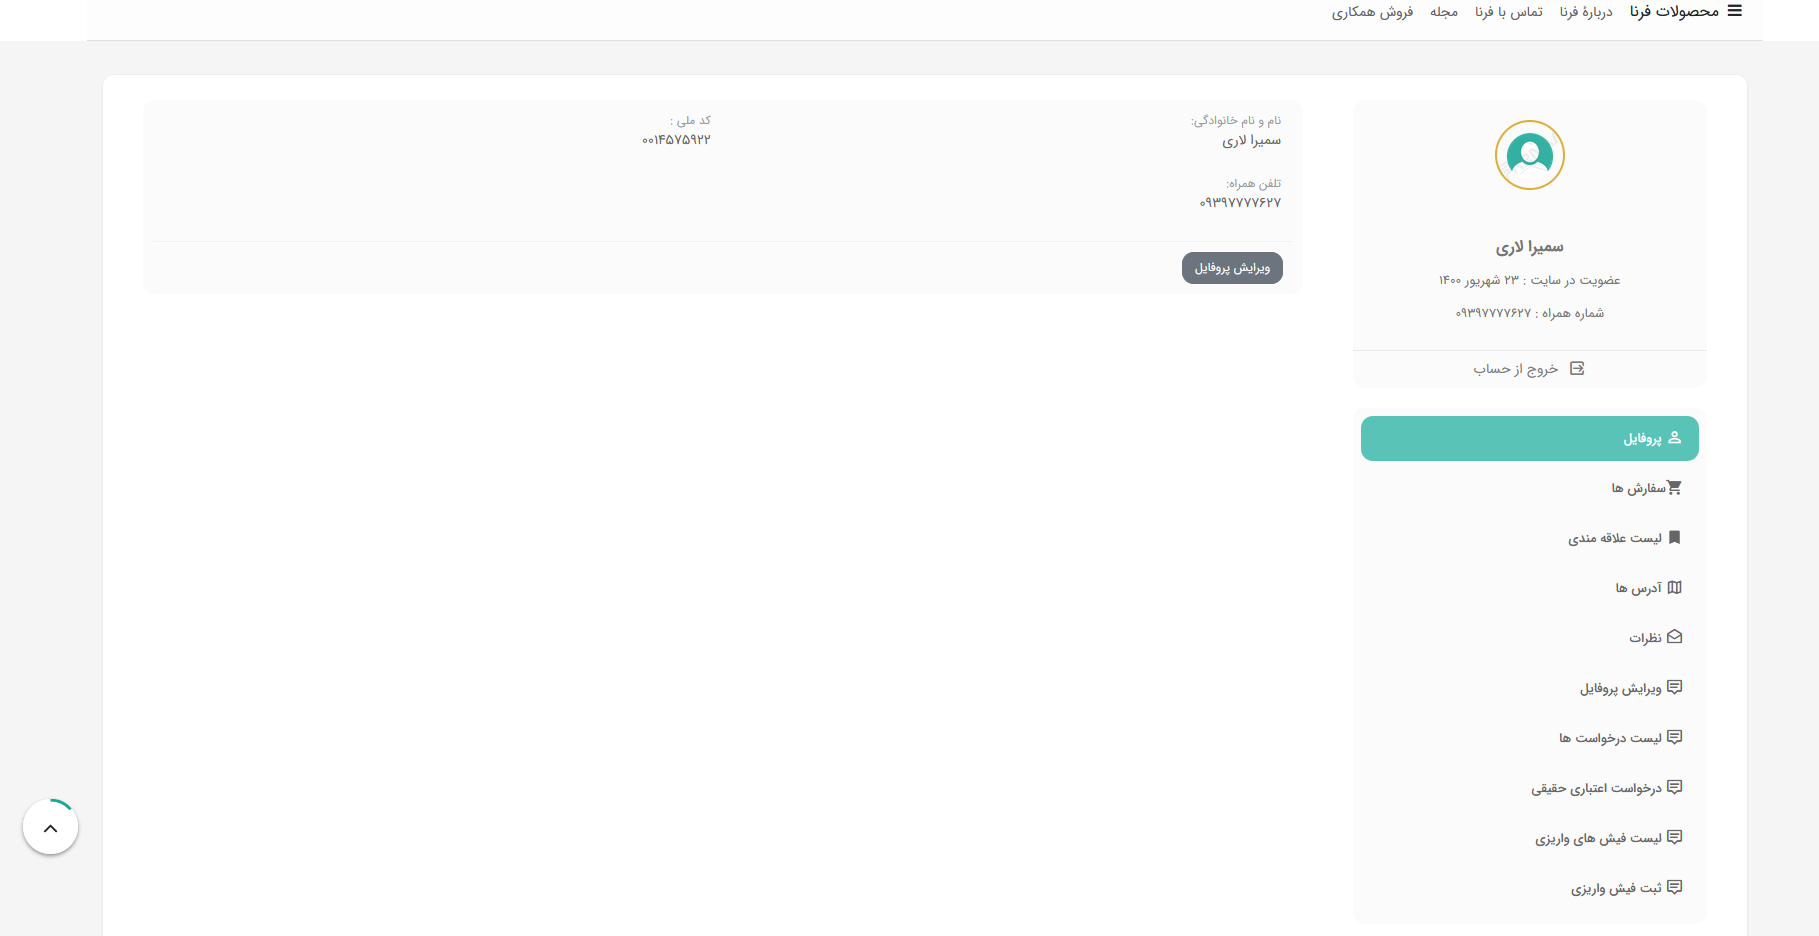 محصولات فرنا دربارهٔ فرنا تماس با فرنا مجله فروش همکاری
سمیرا لاری
عضویت در سایت : ۲۳ شهریور ۱۴۰۰
شماره همراه : ۰۹۳۹۷۷۷۷۶۲۷
خروج از حساب
پروفایل
سفارش ها
لیست علاقه مندی
آدرس ها
نظرات
ویرایش پروفایل
لیست درخواست ها
درخواست اعتباری حقیقی
لیست فیش های واریزی
ثبت فیش واریزی
نام و نام خانوادگی:
سمیرا لاری
کد ملی :
۰۰۱۴۵۷۵۹۲۲
تلفن همراه:
۰۹۳۹۷۷۷۷۶۲۷
ویرایش پروفایل